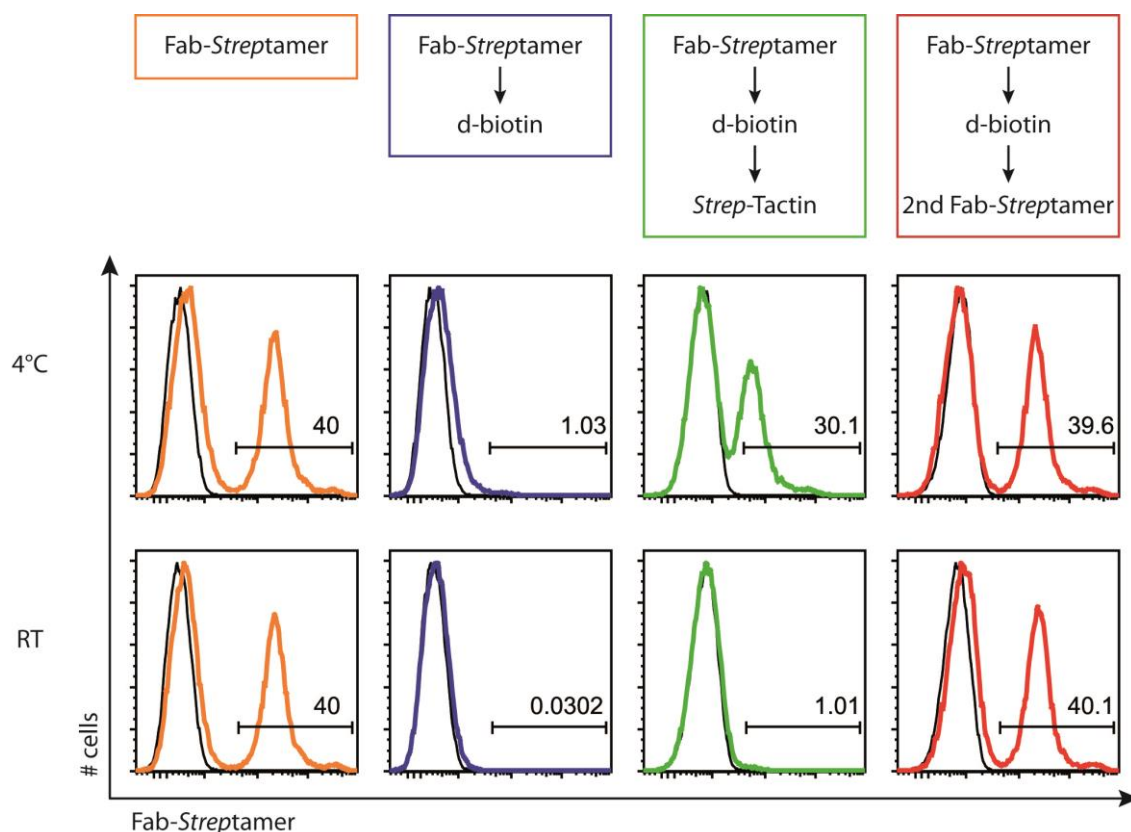 Fab-Streptamer
Fab-Streptamer
d-biotin
Fab-Streptamer
d-biotin
Strep-Tactin
Fab-Streptamer
d-biotin
2nd Fab-Streptamer
4°C
40
1.03
30.1
39.6
RT
40
0.0302
1.01
40.1
# cells
Fab-Streptamer